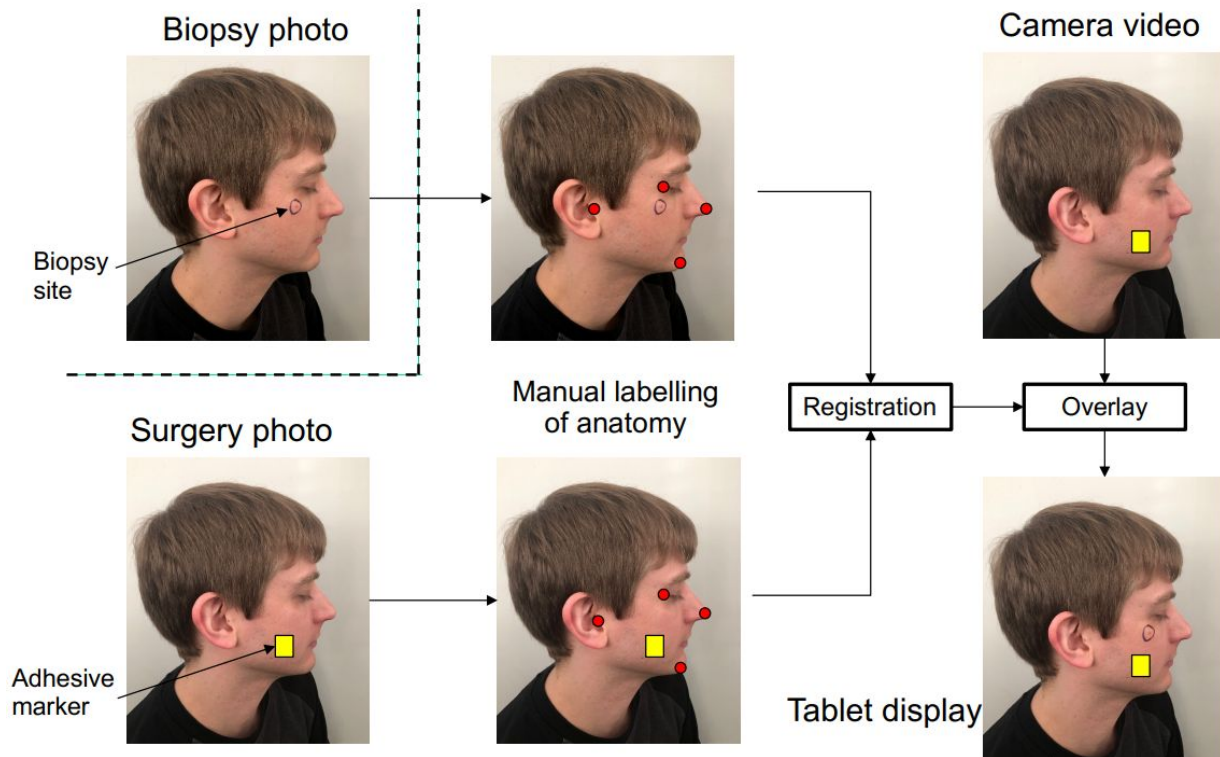 Biopsy photo
Camera video
Biopsy
site
Manual labelling
of anatomy
Registration
Overlay
Surgery photo
Adhesive
marker
Tablet display